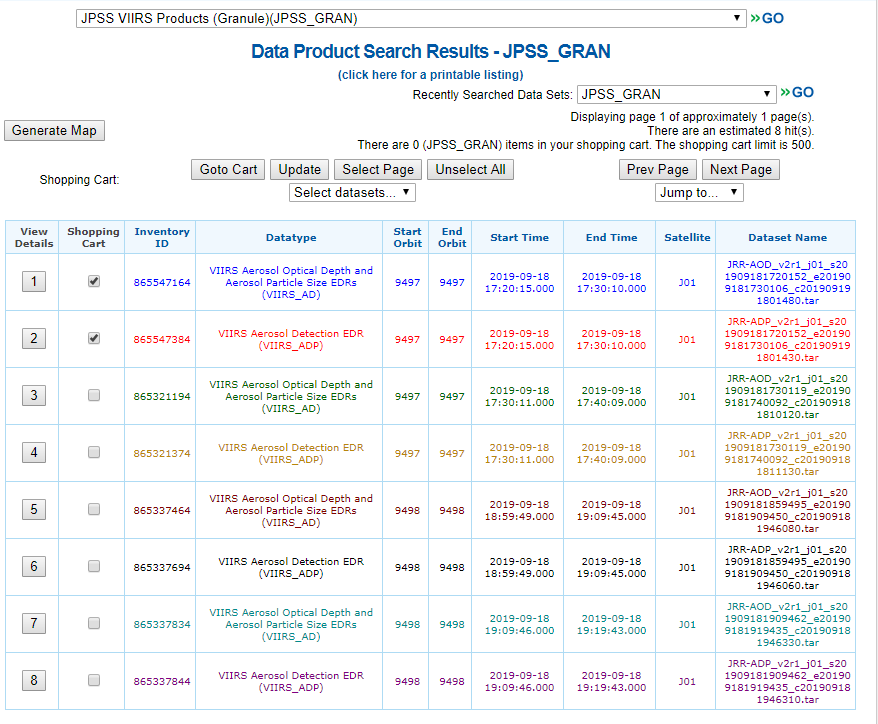 JPSS VIIRS Products (Granule)(JPSS_GRAN) »GO
Data Product Search Results - JPSS_GRAN
(click here for a printable listing)
Recently Searched Data Sets: JPSS_GRAN »GO
Displaying page 1 of approximately 1 page(s).
There are an estimated 8 hit(s).
There are 0 (JPSS_GRAN) items in your shopping cart. The shopping cart limit is 500.
Generate Map
Shopping Cart:
Goto Cart Update Select Page Unselect All Prev Page Next Page
Select datasets... Jump to...
View Details Shopping Cart Inventory ID Datatype Start Orbit End Orbit Start Time End Time Satellite Dataset Name
1 865547164 VIIRS Aerosol Optical Depth and Aerosol Particle Size EDRs (VIIRS_AD) 9497 9497 2019-09-18 17:20:15.000 2019-09-18 17:30:10.000 J01 JRR-AOD_v2r1_j01_s201909181720152_e201909181730106_c201909191801480.tar
2 865547384 VIIRS Aerosol Detection EDR (VIIRS_ADP) 9497 9497 2019-09-18 17:20:15.000 2019-09-18 17:30:10.000 J01 JRR-ADP_v2r1_j01_s201909181720152_e201909181730106_c201909191801430.tar
3 865321194 VIIRS Aerosol Optical Depth and Aerosol Particle Size EDRs (VIIRS_AD) 9497 9497 2019-09-18 17:30:11.000 2019-09-18 17:40:09.000 J01 JRR-AOD_v2r1_j01_s201909181730119_e201909181740092_c201909181810120.tar
4 865321374 VIIRS Aerosol Detection EDR (VIIRS_ADP) 9497 9497 2019-09-18 17:30:11.000 2019-09-18 17:40:09.000 J01 JRR-ADP_v2r1_j01_s201909181730119_e201909181740092_c201909181811130.tar
5 865337464 VIIRS Aerosol Optical Depth and Aerosol Particle Size EDRs (VIIRS_AD) 9498 9498 2019-09-18 18:59:49.000 2019-09-18 19:09:45.000 J01 JRR-AOD_v2r1_j01_s201909181859495_e201909181909450_c201909181946080.tar
6 865337694 VIIRS Aerosol Detection EDR (VIIRS_ADP) 9498 9498 2019-09-18 18:59:49.000 2019-09-18 19:09:45.000 J01 JRR-ADP_v2r1_j01_s201909181859495_e201909181909450_c201909181946060.tar
7 865337834 VIIRS Aerosol Optical Depth and Aerosol Particle Size EDRs (VIIRS_AD) 9498 9498 2019-09-18 19:09:46.000 2019-09-18 19:19:43.000 J01 JRR-AOD_v2r1_j01_s201909181909462_e201909181919435_c201909181946330.tar
8 865337844 VIIRS Aerosol Detection EDR (VIIRS_ADP) 9498 9498 2019-09-18 19:09:46.000 2019-09-18 19:19:43.000 J01 JRR-ADP_v2r1_j01_s201909181909462_e201909181919435_c201909181946310.tar